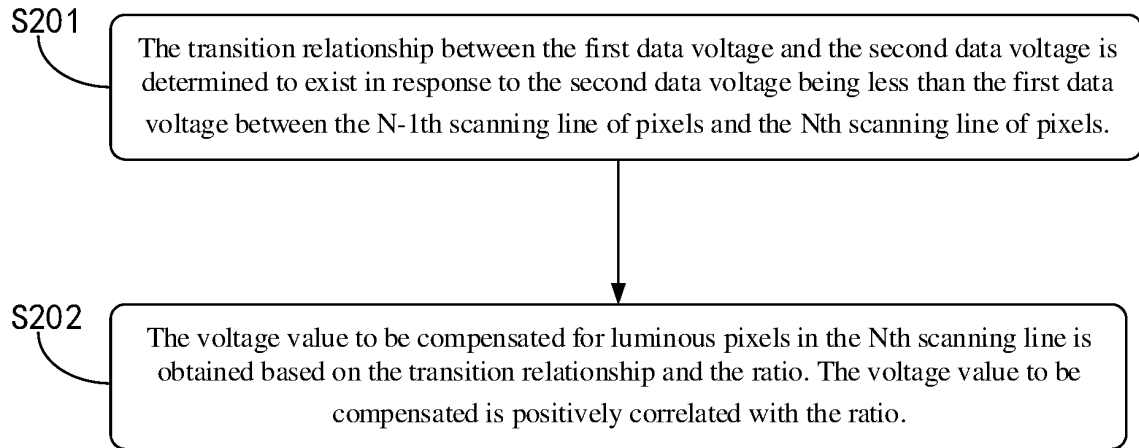 S201
The transition relationship between the first data voltage and the second data voltage is
determined to exist in response to the second data voltage being less than the first data
voltage between the N-1th scanning line of pixels and the Nth scanning line of pixels.
S202
The voltage value to be compensated for luminous pixels in the Nth scanning line is
obtained based on the transition relationship and the ratio. The voltage value to be
compensated is positively correlated with the ratio.